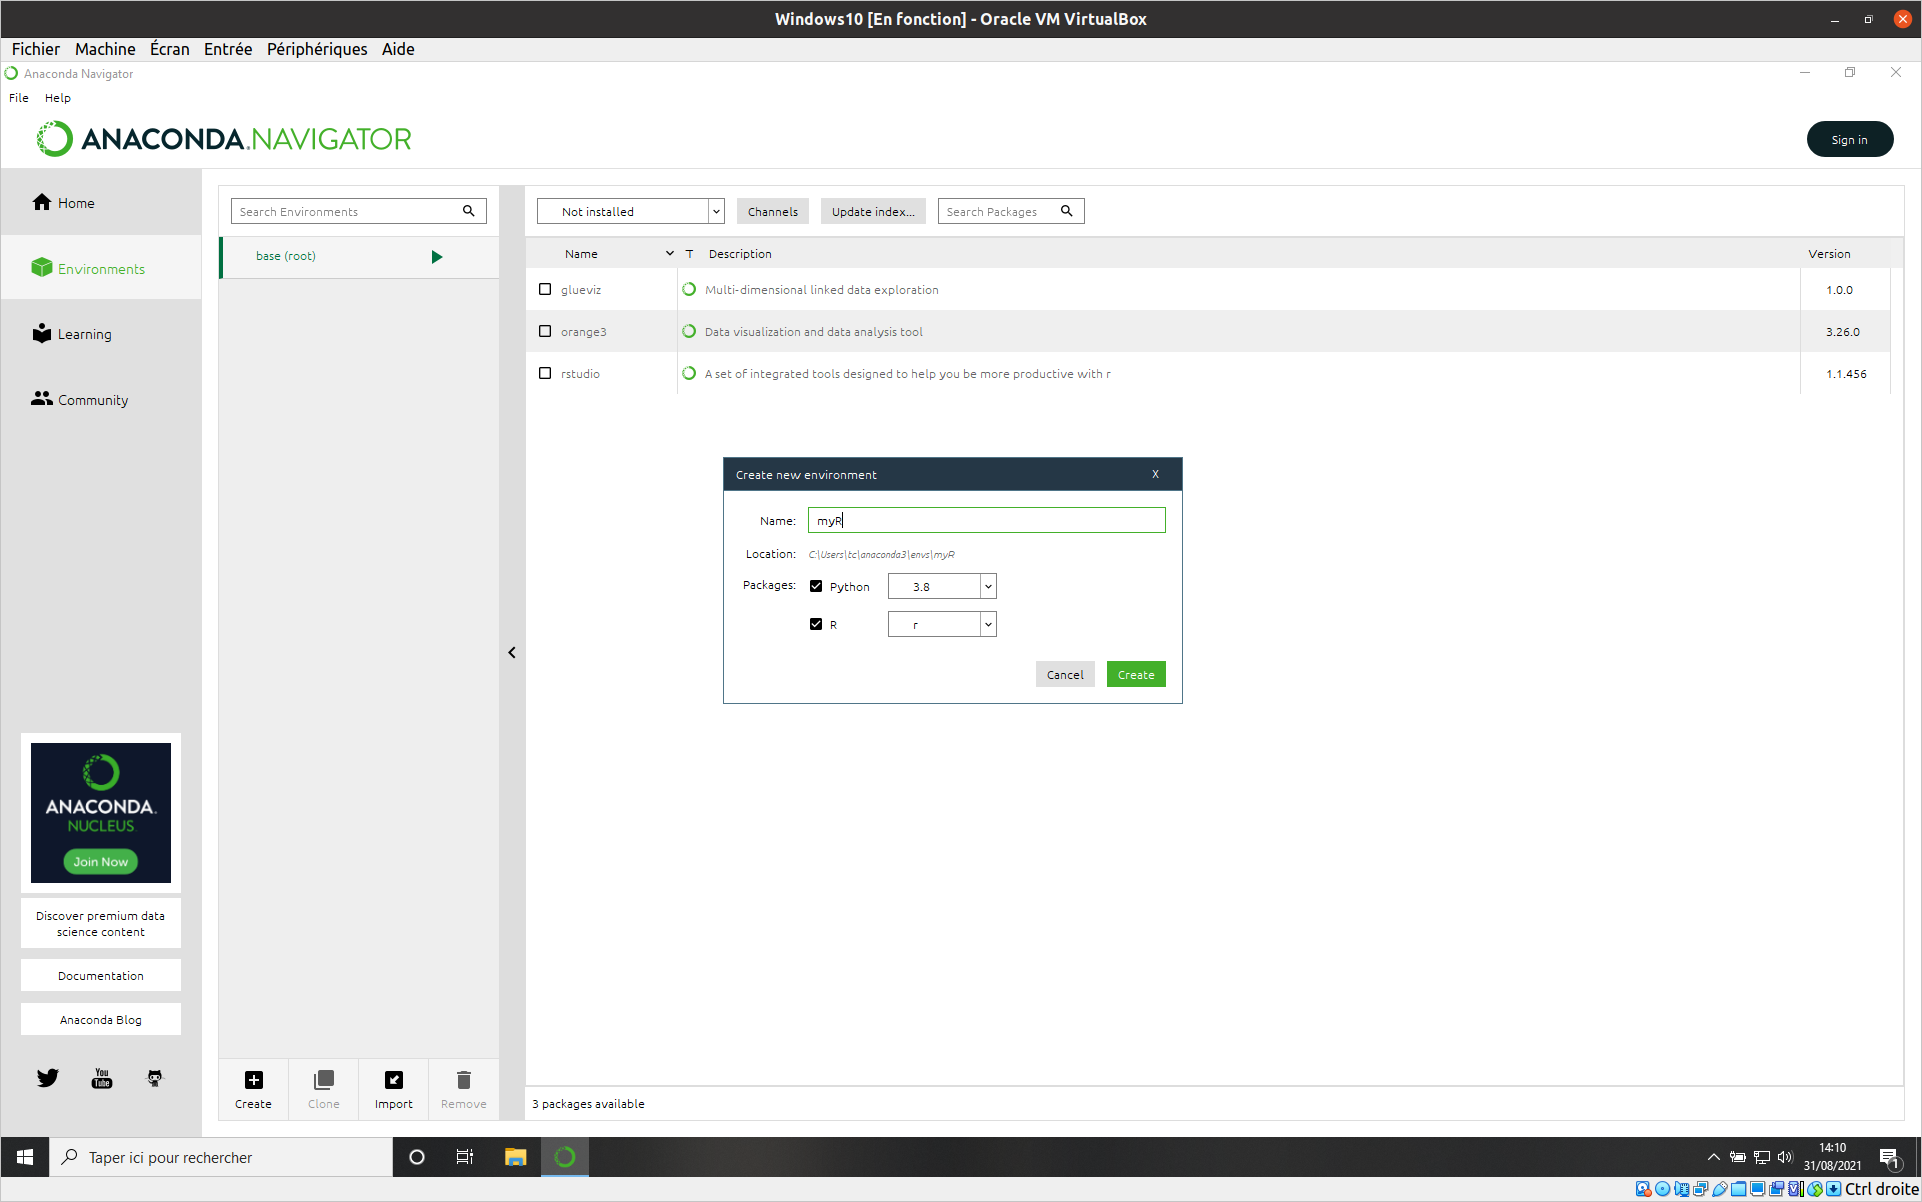 Windows10 [En fonction] - Oracle VM VirtualBox
Fichier Machine Écran Entrée Périphériques Aide
Anaconda Navigator
File Help
ANACONDA.NAVIGATOR
Sign in
Home
Environments
Learning
Community
ANACONDA.
NUCLEUS
Join Now
Discover premium data
science content
Documentation
Anaconda Blog
You
Tube
Search Environments
base (root)
Create Clone Import Remove
Not installed Channels Update index... Search Packages
Name T Description Version
glueviz Multi-dimensional linked data exploration 1.0.0
orange3 Data visualization and data analysis tool 3.26.0
rstudio A set of integrated tools designed to help you be more productive with r 1.1.456
Create new environment X
Name: myR
Location: C:\Users\tc\anaconda3\envs\myR
Packages: Python 3.8
R r
Cancel Create
3 packages available
Taper ici pour rechercher
14:10
31/08/2021
1
Ctrl droite